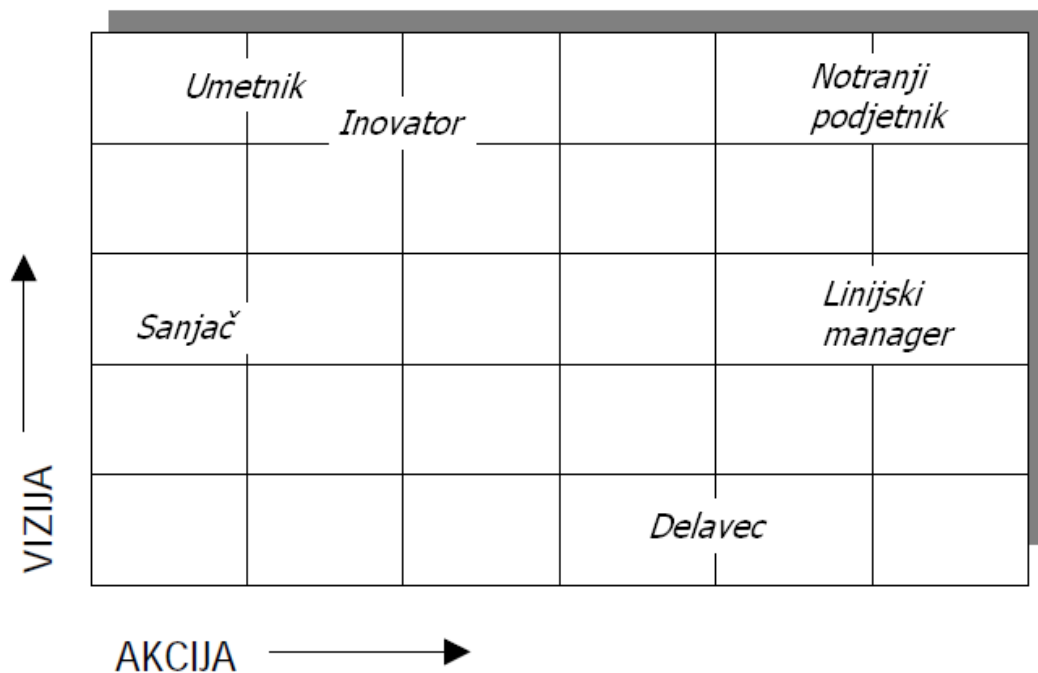 Umetnik
Inovator
Notranji
podjetnik
Sanjač
Linijski
manager
Delavec
VIZIJA
AKCIJA